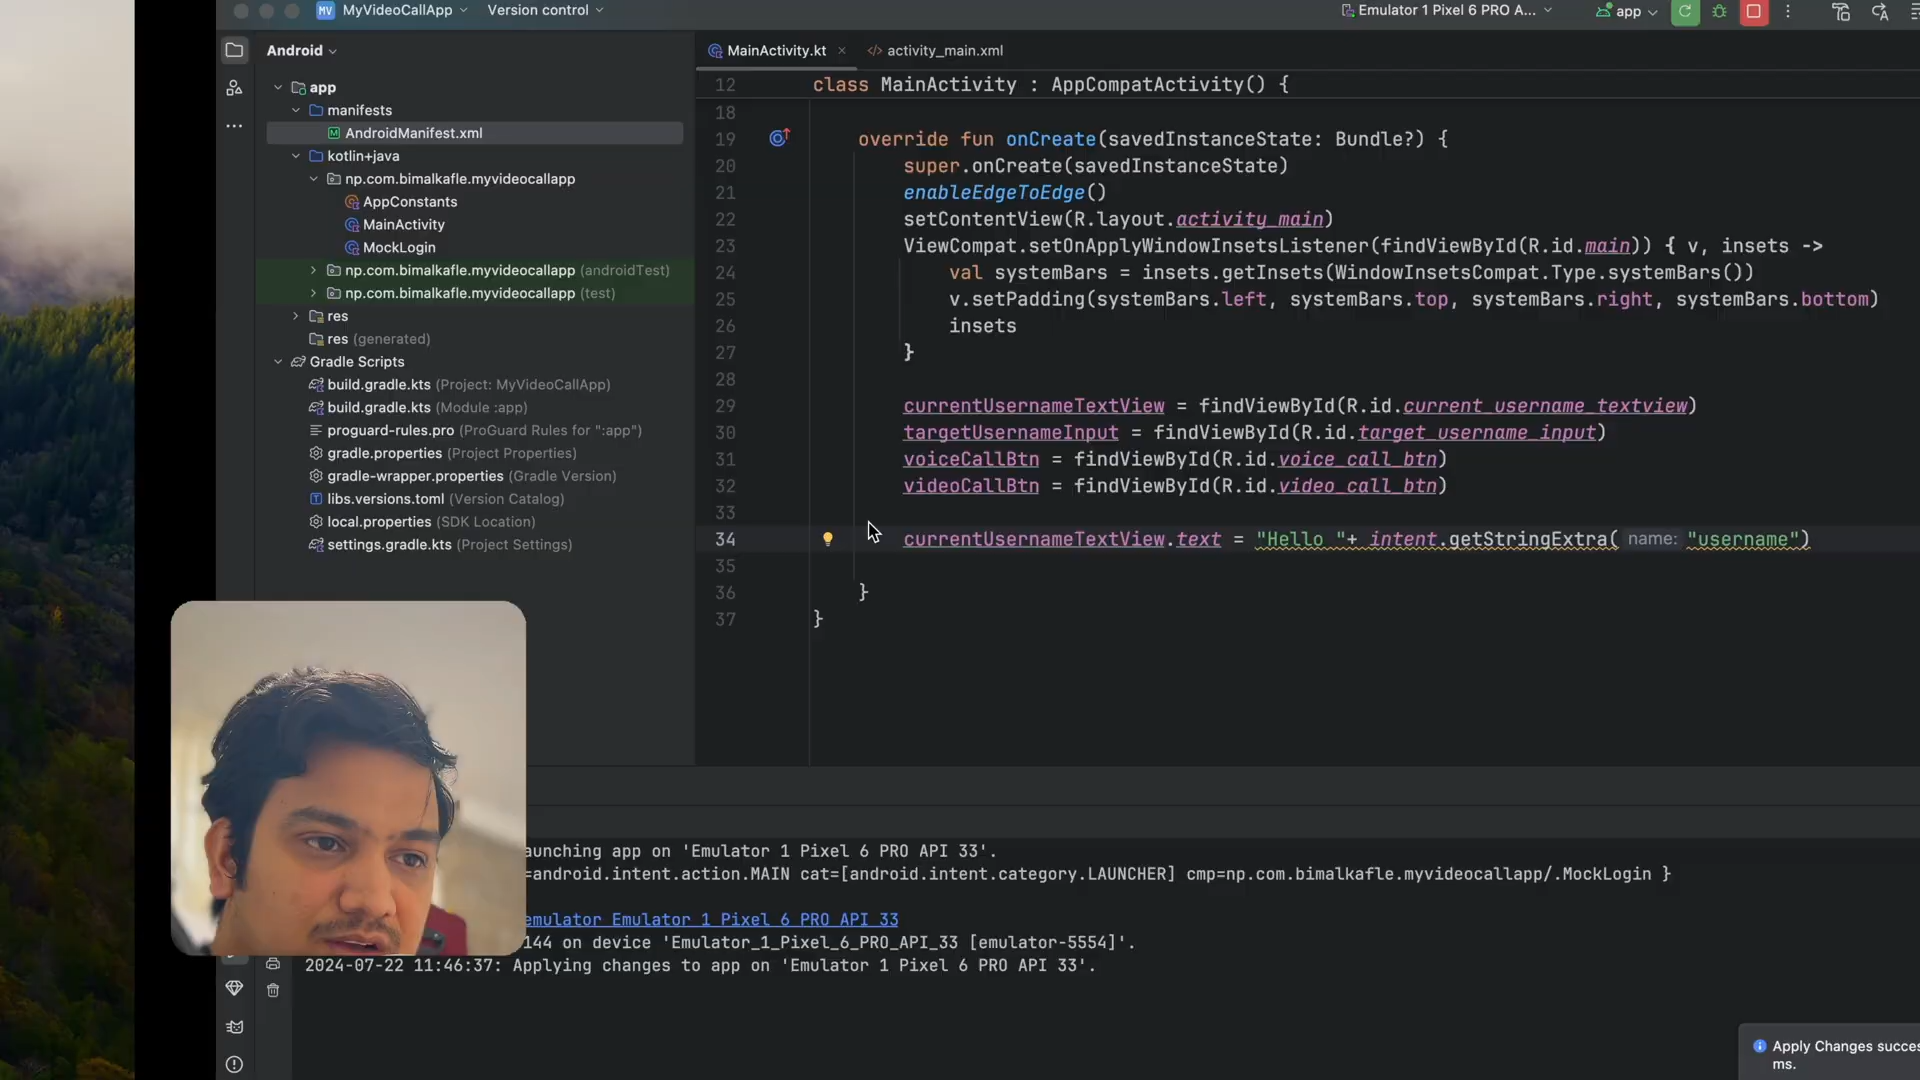 MV MyVideoCallApp Version control Emulator 1 Pixel 6 PRO A... app
Android
MainActivity.kt activity_main.xml
app
manifests
AndroidManifest.xml
kotlin+java
np.com.bimalkafle.myvideocallapp
AppConstants
MainActivity
MockLogin
np.com.bimalkafle.myvideocallapp (androidTest)
np.com.bimalkafle.myvideocallapp (test)
res
res (generated)
Gradle Scripts
build.gradle.kts (Project: MyVideoCallApp)
build.gradle.kts (Module :app)
proguard-rules.pro (ProGuard Rules for ":app")
gradle.properties (Project Properties)
gradle-wrapper.properties (Gradle Version)
libs.versions.toml (Version Catalog)
local.properties (SDK Location)
settings.gradle.kts (Project Settings)
12 class MainActivity : AppCompatActivity() {
18
19 override fun onCreate(savedInstanceState: Bundle?) {
20 super.onCreate(savedInstanceState)
21 enableEdgeToEdge()
22 setContentView(R.layout.activity_main)
23 ViewCompat.setOnApplyWindowInsetsListener(findViewById(R.id.main)) { v, insets ->
24 val systemBars = insets.getInsets(WindowInsetsCompat.Type.systemBars())
25 v.setPadding(systemBars.left, systemBars.top, systemBars.right, systemBars.bottom)
26 insets
27 }
28
29 currentUsernameTextView = findViewById(R.id.current_username_textview)
30 targetUsernameInput = findViewById(R.id.target_username_input)
31 voiceCallBtn = findViewById(R.id.voice_call_btn)
32 videoCallBtn = findViewById(R.id.video_call_btn)
33
34 currentUsernameTextView.text = "Hello "+ intent.getStringExtra( name: "username")
35
36 }
37 }
aunching app on 'Emulator 1 Pixel 6 PRO API 33'.
=android.intent.action.MAIN cat=[android.intent.category.LAUNCHER] cmp=np.com.bimalkafle.myvideocallapp/.MockLogin }
emulator Emulator 1 Pixel 6 PRO API 33
144 on device 'Emulator_1_Pixel_6_PRO_API_33 [emulator-5554]'.
2024-07-22 11:46:37: Applying changes to app on 'Emulator 1 Pixel 6 PRO API 33'.
Apply Changes succes
ms.